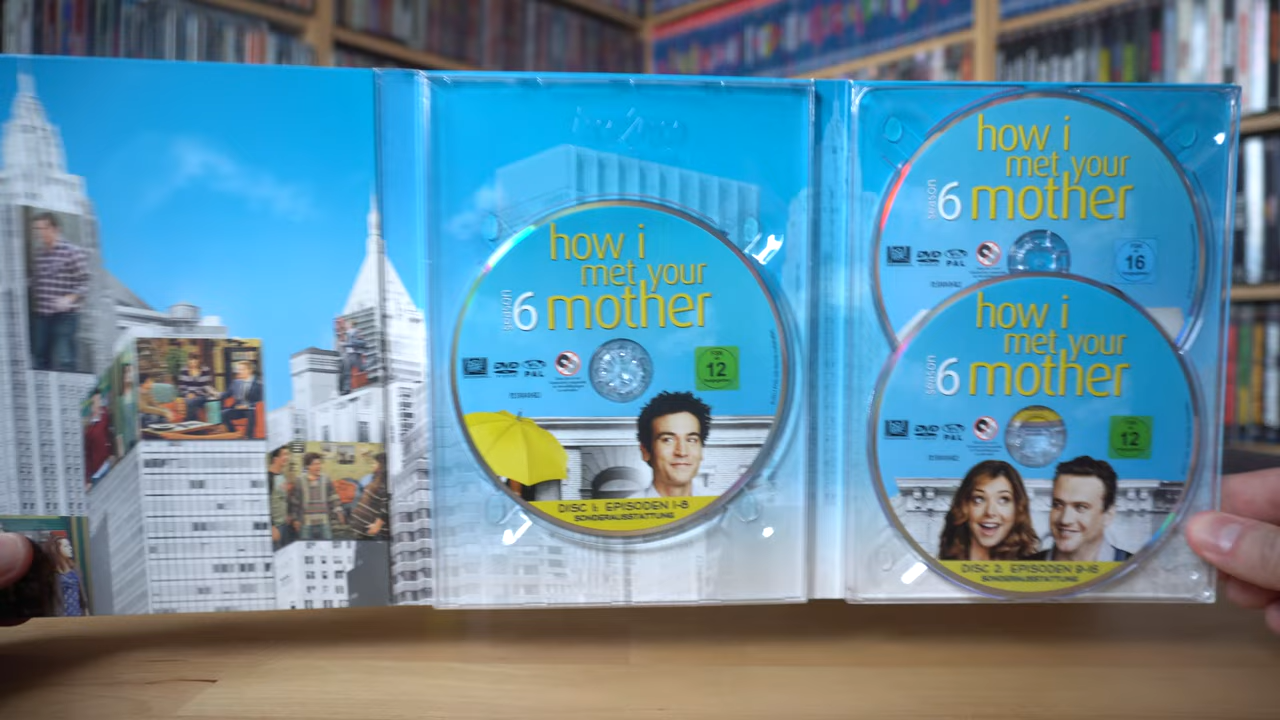 how i
met your
season 6 mother
DVD
PAL
12
DISC 1: EPISODEN 1-8
SONDERAUSSTATTUNG
how i
met your
season 6 mother
DVD
PAL
16
how i
met your
season 6 mother
DVD
PAL
12
DISC 2: EPISODEN 9-16
SONDERAUSSTATTUNG